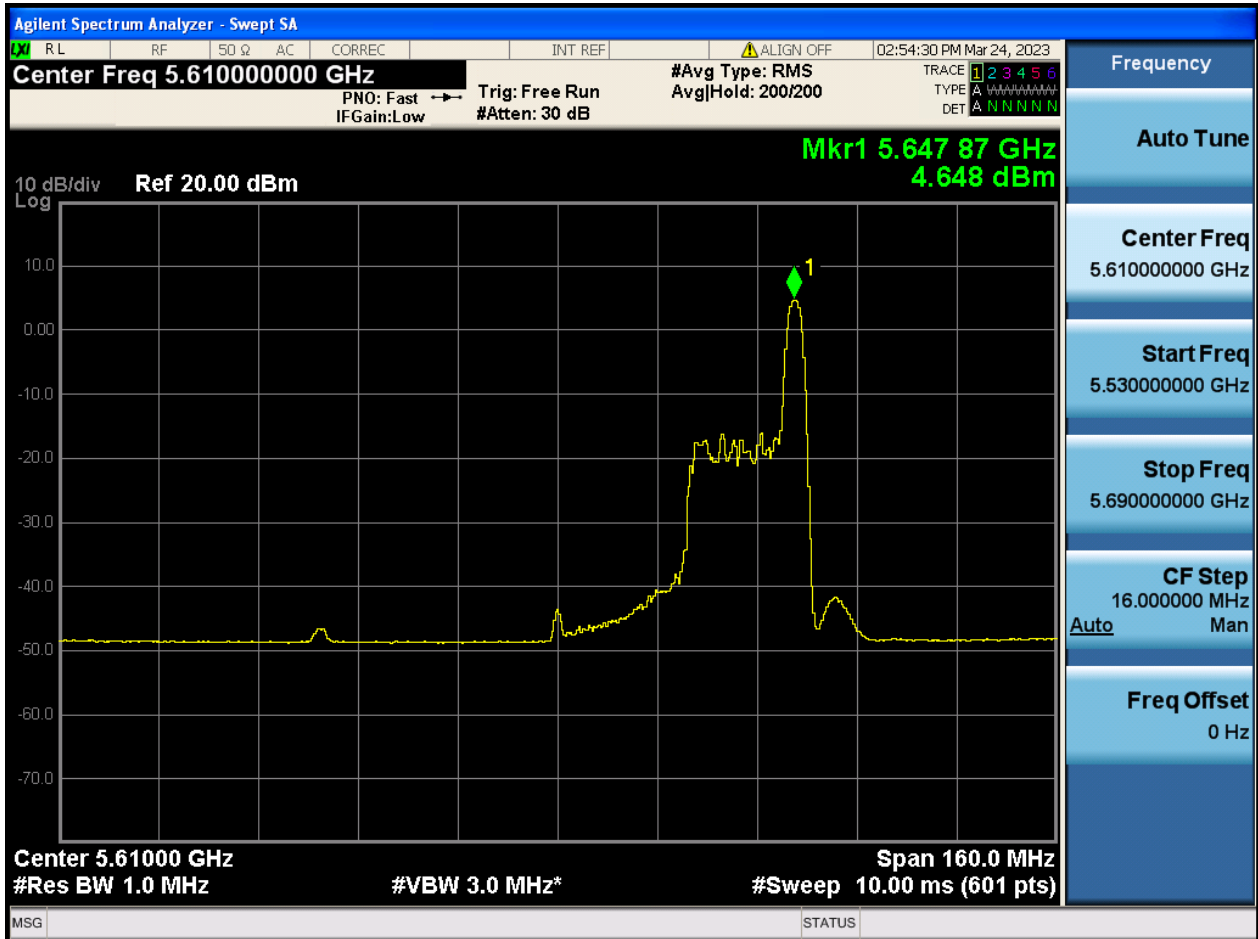 Agilent Spectrum Analyzer - Swept SA
LXI RL RF 50 Ω AC CORREC INT REF ALIGN OFF 02:54:30 PM Mar 24, 2023
Center Freq 5.610000000 GHz
PNO: Fast
IFGain:Low
Trig: Free Run
#Atten: 30 dB
#Avg Type: RMS
Avg|Hold: 200/200
TRACE 1 2 3 4 5 6
TYPE A WWWWW
DET A N N N N N
Mkr1 5.647 87 GHz
4.648 dBm
10 dB/div Ref 20.00 dBm
Log
1
10.0
0.00
-10.0
-20.0
-30.0
-40.0
-50.0
-60.0
-70.0
Center 5.61000 GHz Span 160.0 MHz
#Res BW 1.0 MHz #VBW 3.0 MHz* #Sweep 10.00 ms (601 pts)
MSG STATUS
Frequency
Auto Tune
Center Freq
5.610000000 GHz
Start Freq
5.530000000 GHz
Stop Freq
5.690000000 GHz
CF Step
16.000000 MHz
Auto Man
Freq Offset
0 Hz